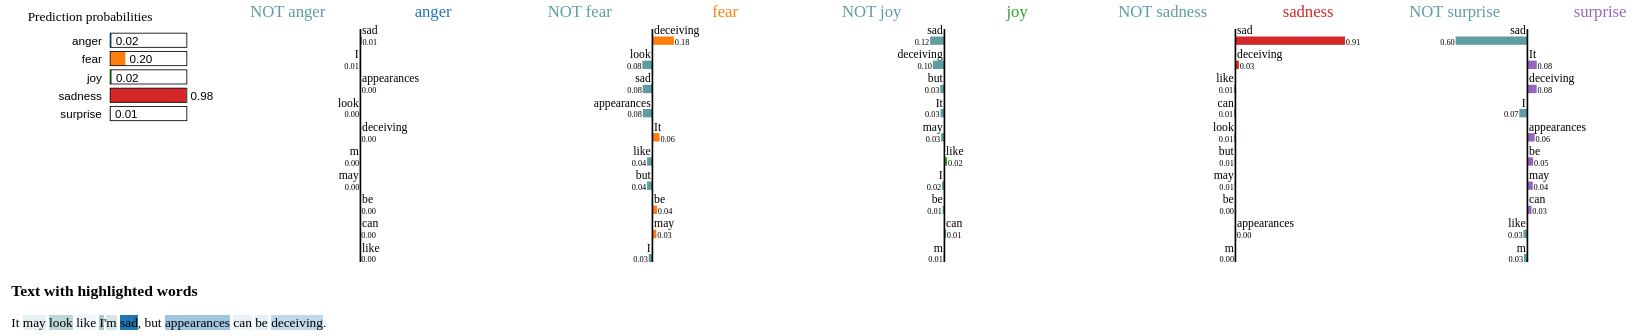 Prediction probabilities
anger 0.02
fear 0.20
joy 0.02
sadness 0.98
surprise 0.01
NOT anger anger
sad
0.01
I
0.01
appearances
0.00
look
0.00
deceiving
0.00
m
0.00
may
0.00
be
0.00
can
0.00
like
0.00
NOT fear fear
deceiving
0.18
look
0.08
sad
0.08
appearances
0.08
It
0.06
like
0.04
but
0.04
be
0.04
may
0.03
I
0.03
NOT joy joy
sad
0.12
deceiving
0.10
but
0.03
It
0.03
may
0.03
like
0.02
I
0.02
be
0.01
can
0.01
m
0.01
NOT sadness sadness
sad
0.91
deceiving
0.03
like
0.01
can
0.01
look
0.01
but
0.01
may
0.01
be
0.00
appearances
0.00
m
0.00
NOT surprise surprise
sad
0.60
It
0.08
deceiving
0.08
I
0.07
appearances
0.06
be
0.05
may
0.04
can
0.03
like
0.03
m
0.03
Text with highlighted words
It may look like I'm sad, but appearances can be deceiving.